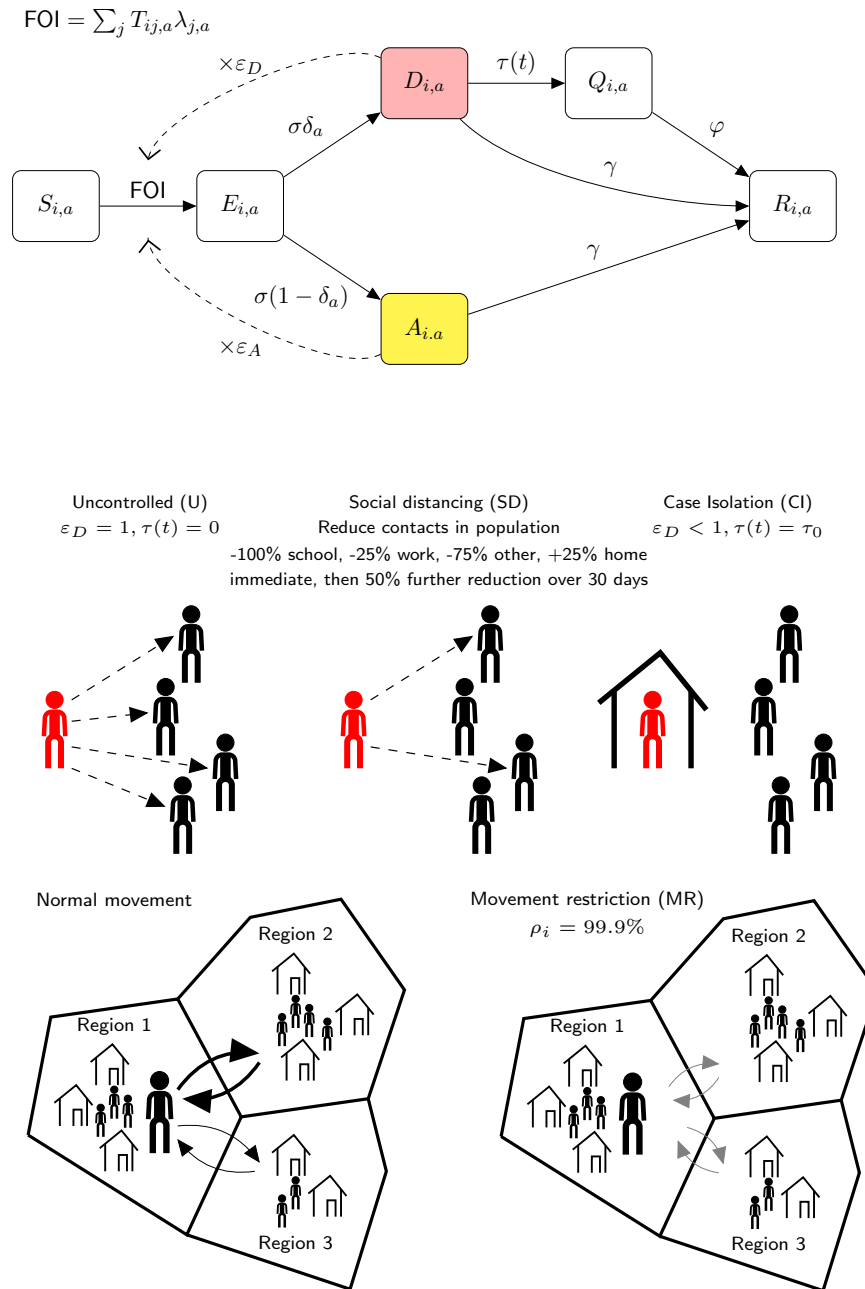 FOI = ∑_j T_{ij,a} λ_{j,a}
×ε_D
D_{i,a}
τ(t)
Q_{i,a}
σδ_a
φ
S_{i,a}
FOI
E_{i,a}
γ
R_{i,a}
γ
σ(1 − δ_a)
A_{i.a}
×ε_A
Uncontrolled (U)
ε_D = 1, τ(t) = 0
Social distancing (SD)
Reduce contacts in population
-100% school, -25% work, -75% other, +25% home
immediate, then 50% further reduction over 30 days
Case Isolation (CI)
ε_D < 1, τ(t) = τ_0
Normal movement
Region 2
Region 1
Region 3
Movement restriction (MR)
ρ_i = 99.9%
Region 2
Region 1
Region 3